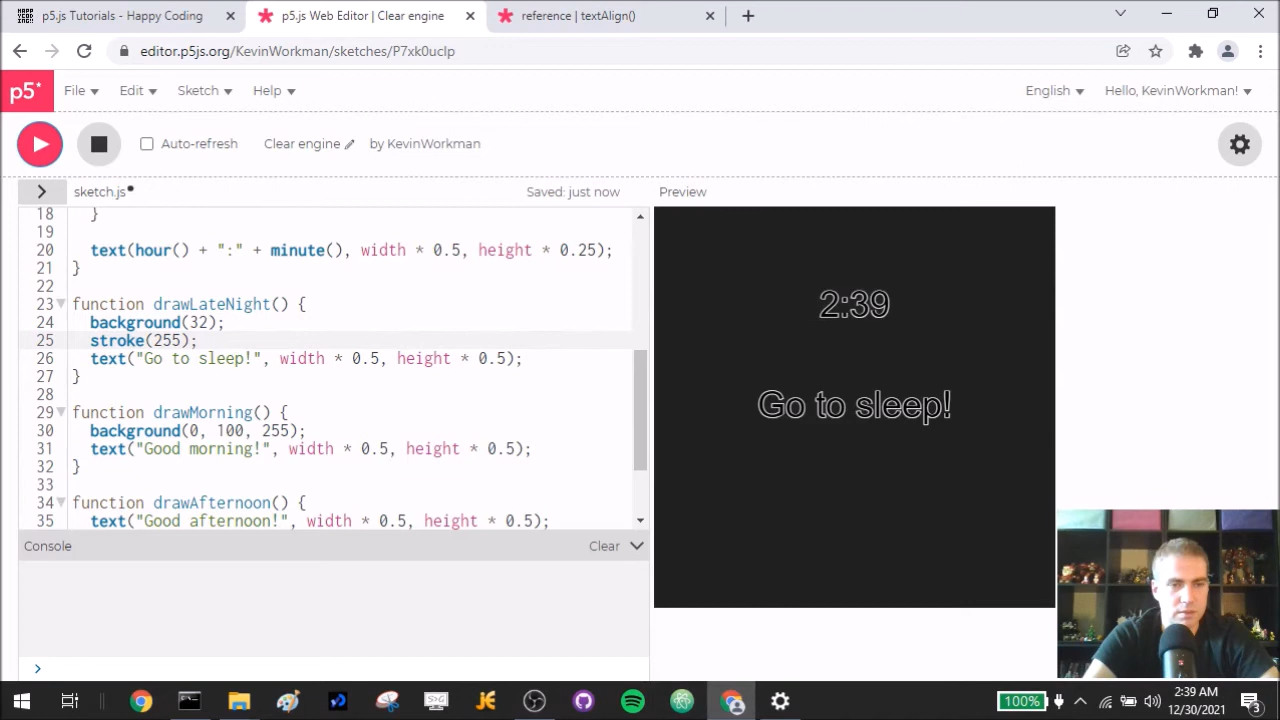 p5.js Tutorials - Happy Coding
p5.js Web Editor | Clear engine
reference | textAlign()
editor.p5js.org/KevinWorkman/sketches/P7xk0ucIp
p5*
File
Edit
Sketch
Help
English
Hello, KevinWorkman!
Auto-refresh
Clear engine
by KevinWorkman
sketch.js
Saved: just now
Preview
18 }
19
20 text(hour() + ":" + minute(), width * 0.5, height * 0.25);
21 }
22
23 function drawLateNight() {
24 background(32);
25 stroke(255);
26 text("Go to sleep!", width * 0.5, height * 0.5);
27 }
28
29 function drawMorning() {
30 background(0, 100, 255);
31 text("Good morning!", width * 0.5, height * 0.5);
32 }
33
34 function drawAfternoon() {
35 text("Good afternoon!", width * 0.5, height * 0.5);
2:39
Go to sleep!
Console
Clear
>
100%
2:39 AM
12/30/2021
3